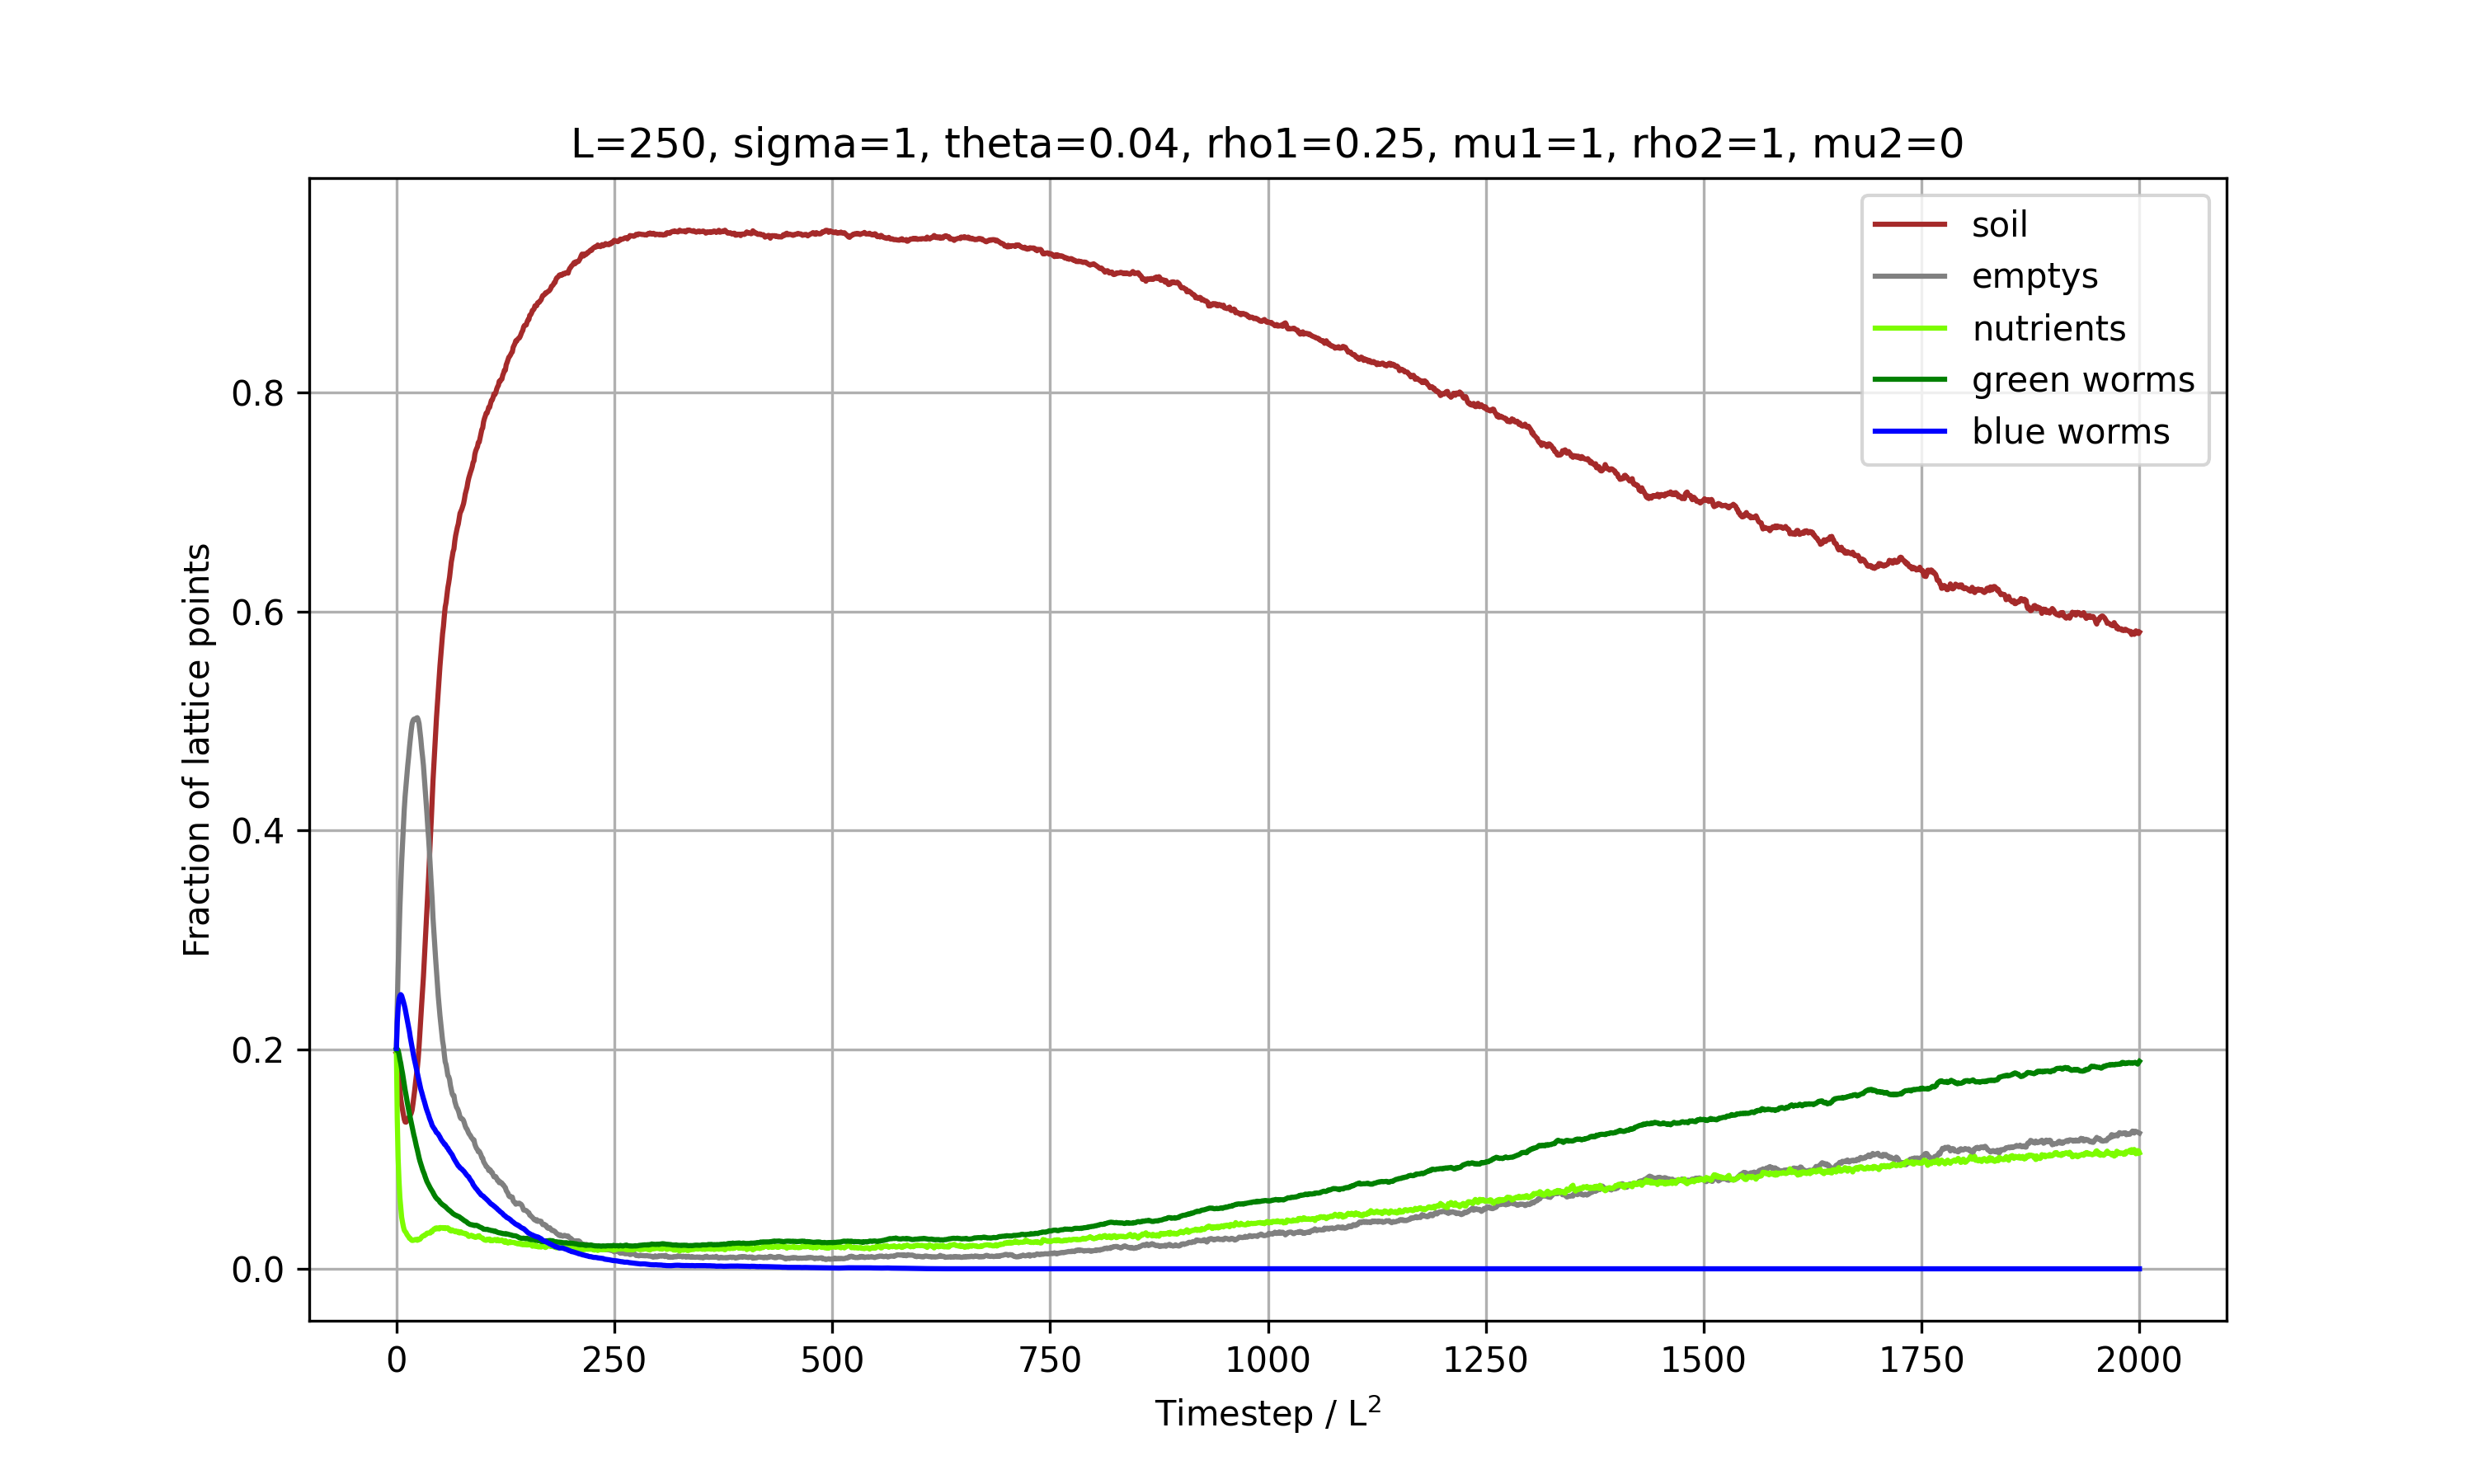 L=250, sigma=1, theta=0.04, rho1=0.25, mu1=1, rho2=1, mu2=0
soil
emptys
nutrients
green worms
blue worms
Fraction of lattice points
0.8
0.6
0.4
0.2
0.0
0 250 500 750 1000 1250 1500 1750 2000
Timestep / L²